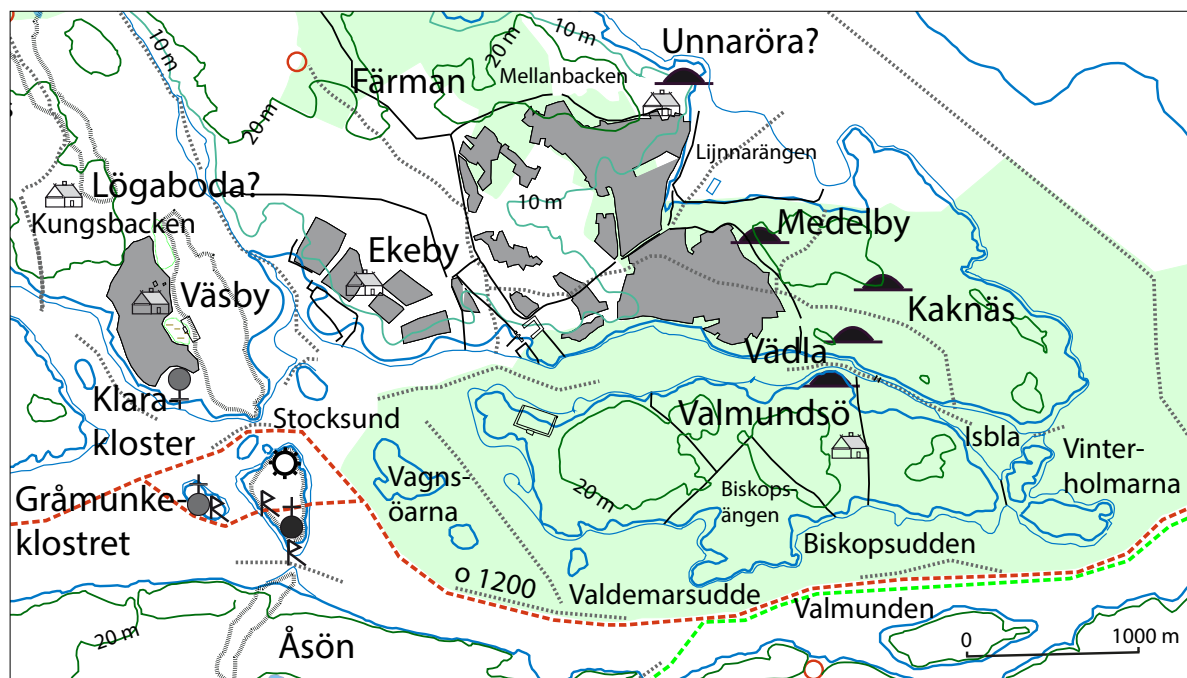 Unnaröra?
10 m
20 m
10 m
Färman
Mellanbacken
20 m
Lijnnarängen
Lögaboda?
Kungsbacken
10 m
Medelby
Ekeby
Väsby
Kaknäs
Vädla
Klara-
kloster
Stocksund
Valmundsö
Isbla
Vinter-
holmarna
Vagns-
öarna
20 m
Biskops-
ängen
Gråmunke-
klostret
Biskopsudden
o 1200
Valdemarsudde
Valmunden
20 m
Åsön
0
1000 m